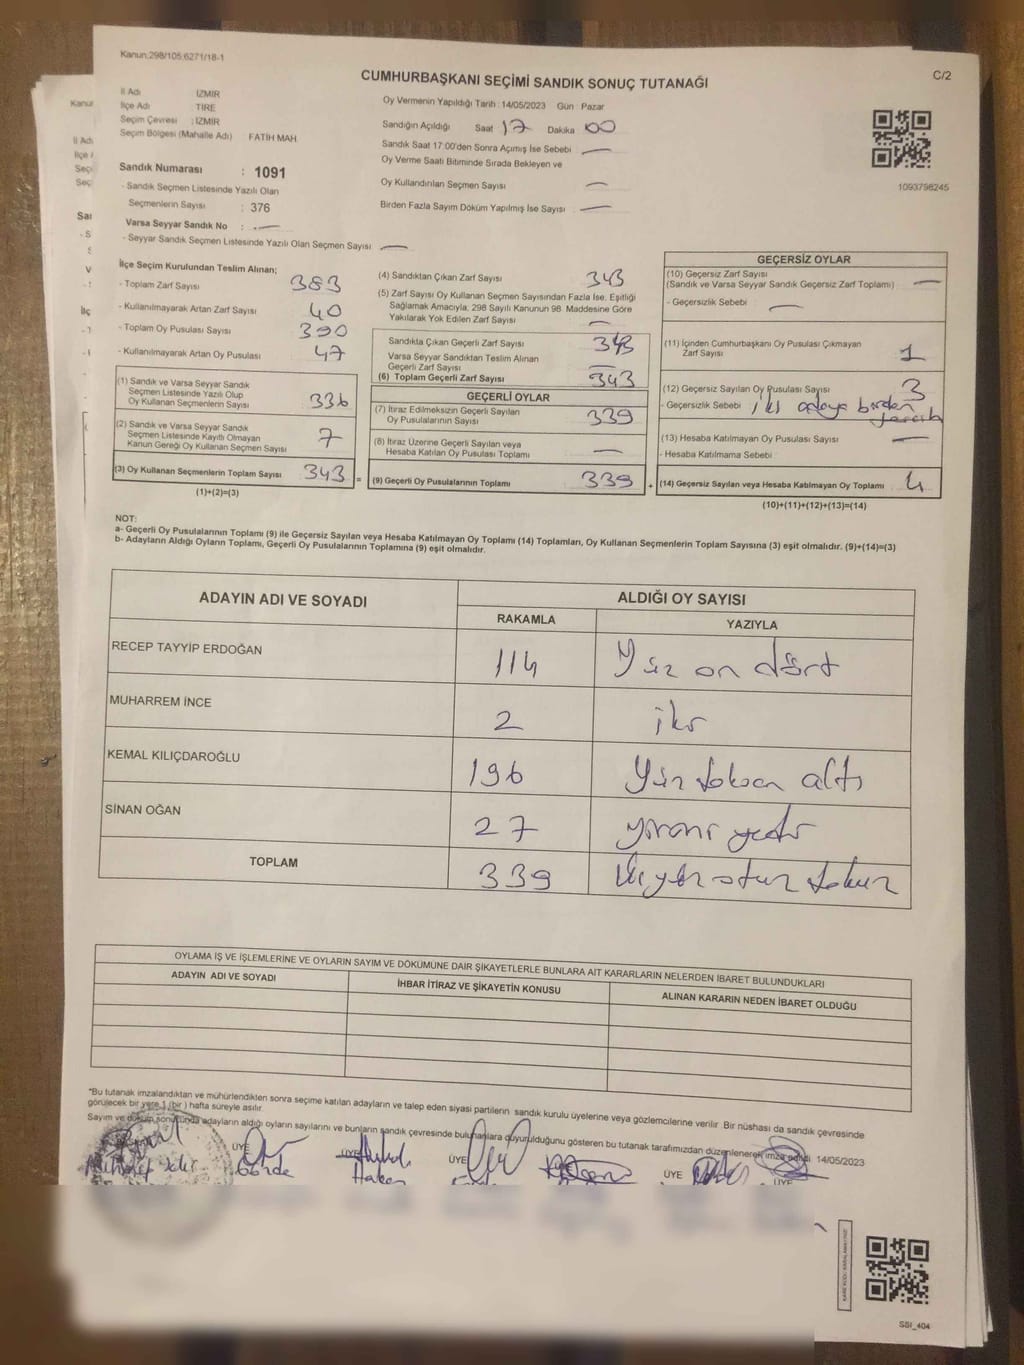 Kanun:298/105:6271/18-1
C/2
CUMHURBAŞKANI SEÇİMİ SANDIK SONUÇ TUTANAĞI
İl Adı İZMİR
İlçe Adı TİRE
Seçim Çevresi : İZMİR
Seçim Bölgesi (Mahalle Adı) FATİH MAH
Sandık Numarası : 1091
- Sandık Seçmen Listesinde Yazılı Olan
Seçmenlerin Sayısı : 376
Varsa Seyyar Sandık No : -
- Seyyar Sandık Seçmen Listesinde Yazılı Olan Seçmen Sayısı -
Oy Vermenin Yapıldığı Tarih : 14/05/2023 Gün : Pazar
Sandığın Açıldığı Saat 17 Dakika 00
Sandık Saat 17:00'den Sonra Açımış İse Sebebi -
Oy Verme Saati Bitiminde Sırada Bekleyen ve
Oy Kullandırılan Seçmen Sayısı -
Birden Fazla Sayım Döküm Yapılmış İse Sayısı -
1093798245
İlçe Seçim Kurulundan Teslim Alınan;
- Toplam Zarf Sayısı 383
- Kullanılmayarak Artan Zarf Sayısı 40
- Toplam Oy Pusulası Sayısı 390
- Kullanılmayarak Artan Oy Pusulası 47
(1) Sandık ve Varsa Seyyar Sandık
Seçmen Listesinde Yazılı Olup
Oy Kullanan Seçmenlerin Sayısı 336
(2) Sandık ve Varsa Seyyar Sandık
Seçmen Listesinde Kayıtlı Olmayan
Kanun Gereği Oy Kullanan Seçmen Sayısı 7
(3) Oy Kullanan Seçmenlerin Toplam Sayısı 343 =
(1)+(2)=(3)
(4) Sandıktan Çıkan Zarf Sayısı 343
(5) Zarf Sayısı Oy Kullanan Seçmen Sayısından Fazla İse, Eşitliği
Sağlamak Amacıyla, 298 Sayılı Kanunun 98. Maddesine Göre
Yakılarak Yok Edilen Zarf Sayısı -
Sandıkta Çıkan Geçerli Zarf Sayısı 343
Varsa Seyyar Sandıktan Teslim Alınan
Geçerli Zarf Sayısı -
(6) Toplam Geçerli Zarf Sayısı 343
GEÇERLİ OYLAR
(7) İtiraz Edilmeksizin Geçerli Sayılan
Oy Pusulalarının Sayısı 339
(8) İtiraz Üzerine Geçerli Sayılan veya
Hesaba Katılan Oy Pusulası Toplamı -
(9) Geçerli Oy Pusulalarının Toplamı 339 +
GEÇERSİZ OYLAR
(10) Geçersiz Zarf Sayısı
(Sandık ve Varsa Seyyar Sandık Geçersiz Zarf Toplamı) -
- Geçersizlik Sebebi : -
(11) İçinden Cumhurbaşkanı Oy Pusulası Çıkmayan
Zarf Sayısı 1
(12) Geçersiz Sayılan Oy Pusulası Sayısı 3
- Geçersizlik Sebebi : iki adaya birden
(13) Hesaba Katılmayan Oy Pusulası Sayısı -
- Hesaba Katılmama Sebebi :
(14) Geçersiz Sayılan veya Hesaba Katılmayan Oy Toplamı 4
(10)+(11)+(12)+(13)=(14)
NOT:
a- Geçerli Oy Pusulalarının Toplamı (9) ile Geçersiz Sayılan veya Hesaba Katılmayan Oy Toplamı (14) Toplamları, Oy Kullanan Seçmenlerin Toplam Sayısına (3) eşit olmalıdır. (9)+(14)=(3)
b- Adayların Aldığı Oyların Toplamı, Geçerli Oy Pusulalarının Toplamına (9) eşit olmalıdır.
ADAYIN ADI VE SOYADI ALDIĞI OY SAYISI
RAKAMLA YAZIYLA
RECEP TAYYİP ERDOĞAN 114 Yüz on dört
MUHARREM İNCE 2 iki
KEMAL KILIÇDAROĞLU 196 Yüz doksan altı
SİNAN OĞAN 27 yirmi yedi
TOPLAM 339 Üçyüz otuz dokuz
OYLAMA İŞ VE İŞLEMLERİNE VE OYLARIN SAYIM VE DÖKÜMÜNE DAİR ŞİKAYETLERLE BUNLARA AİT KARARLARIN NELERDEN İBARET BULUNDUKLARI
ADAYIN ADI VE SOYADI İHBAR İTİRAZ VE ŞİKAYETİN KONUSU ALINAN KARARIN NEDEN İBARET OLDUĞU
*Bu tutanak imzalandıktan ve mühürlendikten sonra seçime katılan adayların ve talep eden siyasi partilerin sandık kurulu üyelerine veya gözlemcilerine verilir. Bir nüshası da sandık çevresinde
görülecek bir yere 1 (bir) hafta süreyle asılır.
Sayım ve döküm sonucunda adayların aldığı oyların sayılarını ve bunların sandık çevresinde bulunanlara duyurulduğunu gösteren bu tutanak tarafımızdan düzenlenerek imza edildi. 14/05/2023
ÜYE ÜYE ÜYE ÜYE ÜYE
Hakan
SSI_404